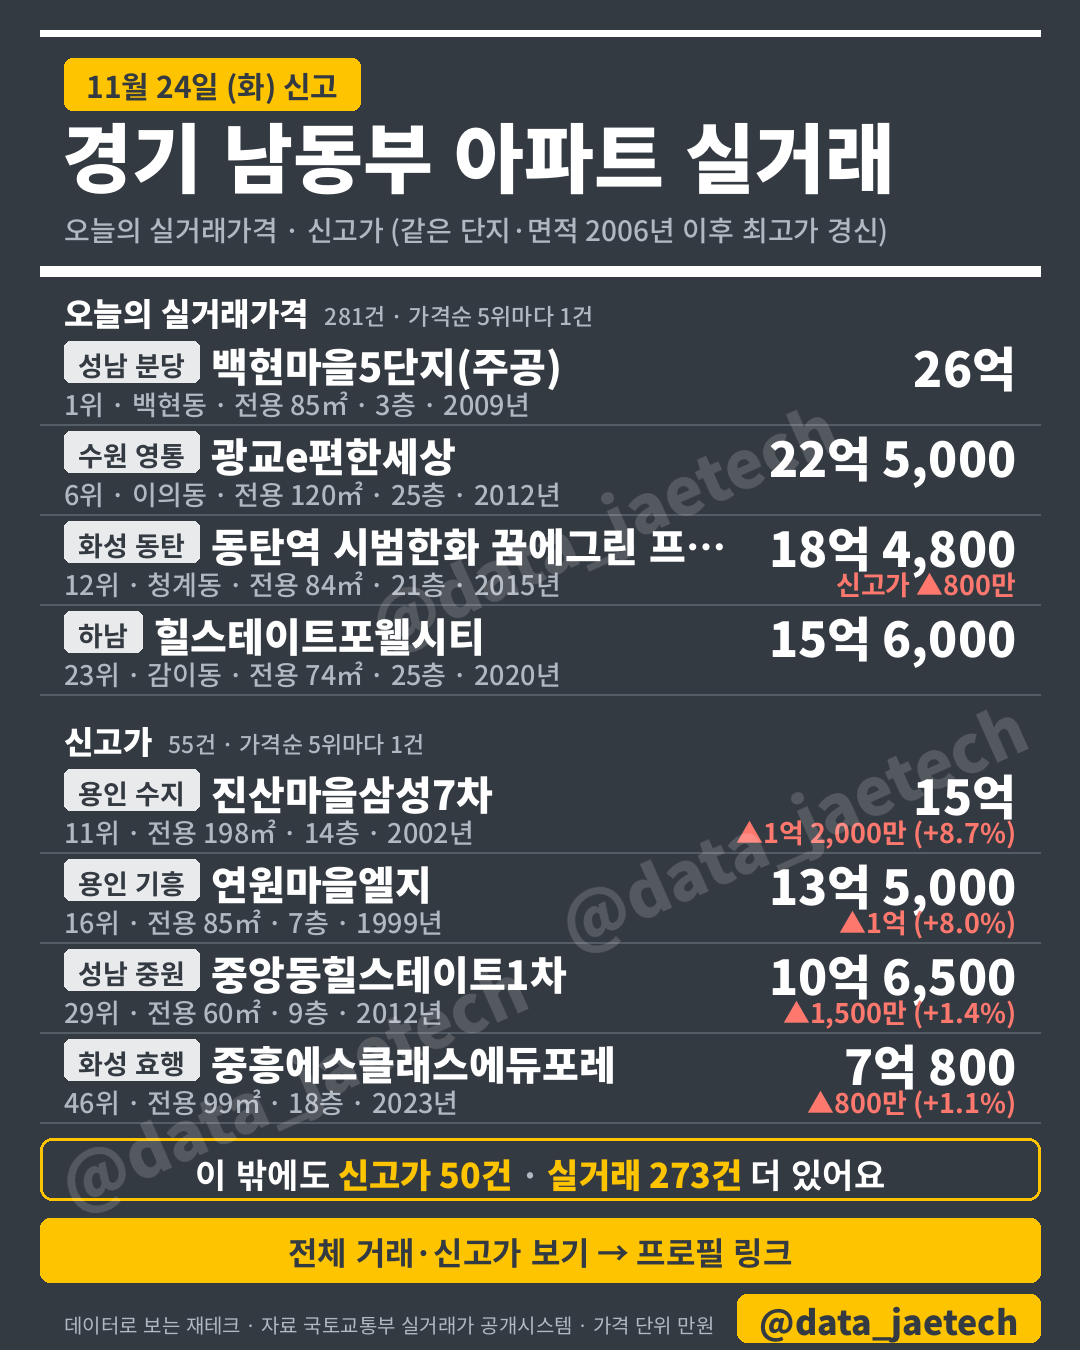 11월 24일 (화) 신고
경기 남동부 아파트 실거래
오늘의 실거래가격 · 신고가 (같은 단지·면적 2006년 이후 최고가 경신)
오늘의 실거래가격 281건 · 가격순 5위마다 1건
성남 분당 백현마을5단지(주공) 26억
1위 · 백현동 · 전용 85㎡ · 3층 · 2009년
수원 영통 광교e편한세상 22억 5,000
6위 · 이의동 · 전용 120㎡ · 25층 · 2012년
화성 동탄 동탄역 시범한화 꿈에그린 프… 18억 4,800
12위 · 청계동 · 전용 84㎡ · 21층 · 2015년 신고가 ▲800만
하남 힐스테이트포웰시티 15억 6,000
23위 · 감이동 · 전용 74㎡ · 25층 · 2020년
신고가 55건 · 가격순 5위마다 1건
용인 수지 진산마을삼성7차 15억
11위 · 전용 198㎡ · 14층 · 2002년 ▲1억 2,000만 (+8.7%)
용인 기흥 연원마을엘지 13억 5,000
16위 · 전용 85㎡ · 7층 · 1999년 ▲1억 (+8.0%)
성남 중원 중앙동힐스테이트1차 10억 6,500
29위 · 전용 60㎡ · 9층 · 2012년 ▲1,500만 (+1.4%)
화성 효행 중흥에스클래스에듀포레 7억 800
46위 · 전용 99㎡ · 18층 · 2023년 ▲800만 (+1.1%)
이 밖에도 신고가 50건 · 실거래 273건 더 있어요
전체 거래·신고가 보기 → 프로필 링크
데이터로 보는 재테크 · 자료 국토교통부 실거래가 공개시스템 · 가격 단위 만원 @data_jaetech
@data_jaetech
@data_jaetech
@data_jaetech